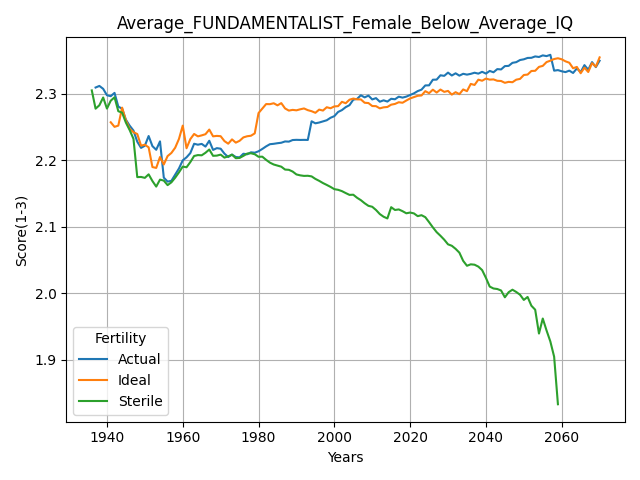 Average_FUNDAMENTALIST_Female_Below_Average_IQ
Score(1-3)
2.3
2.2
2.1
2.0
1.9
Fertility
Actual
Ideal
Sterile
1940 1960 1980 2000 2020 2040 2060
Years